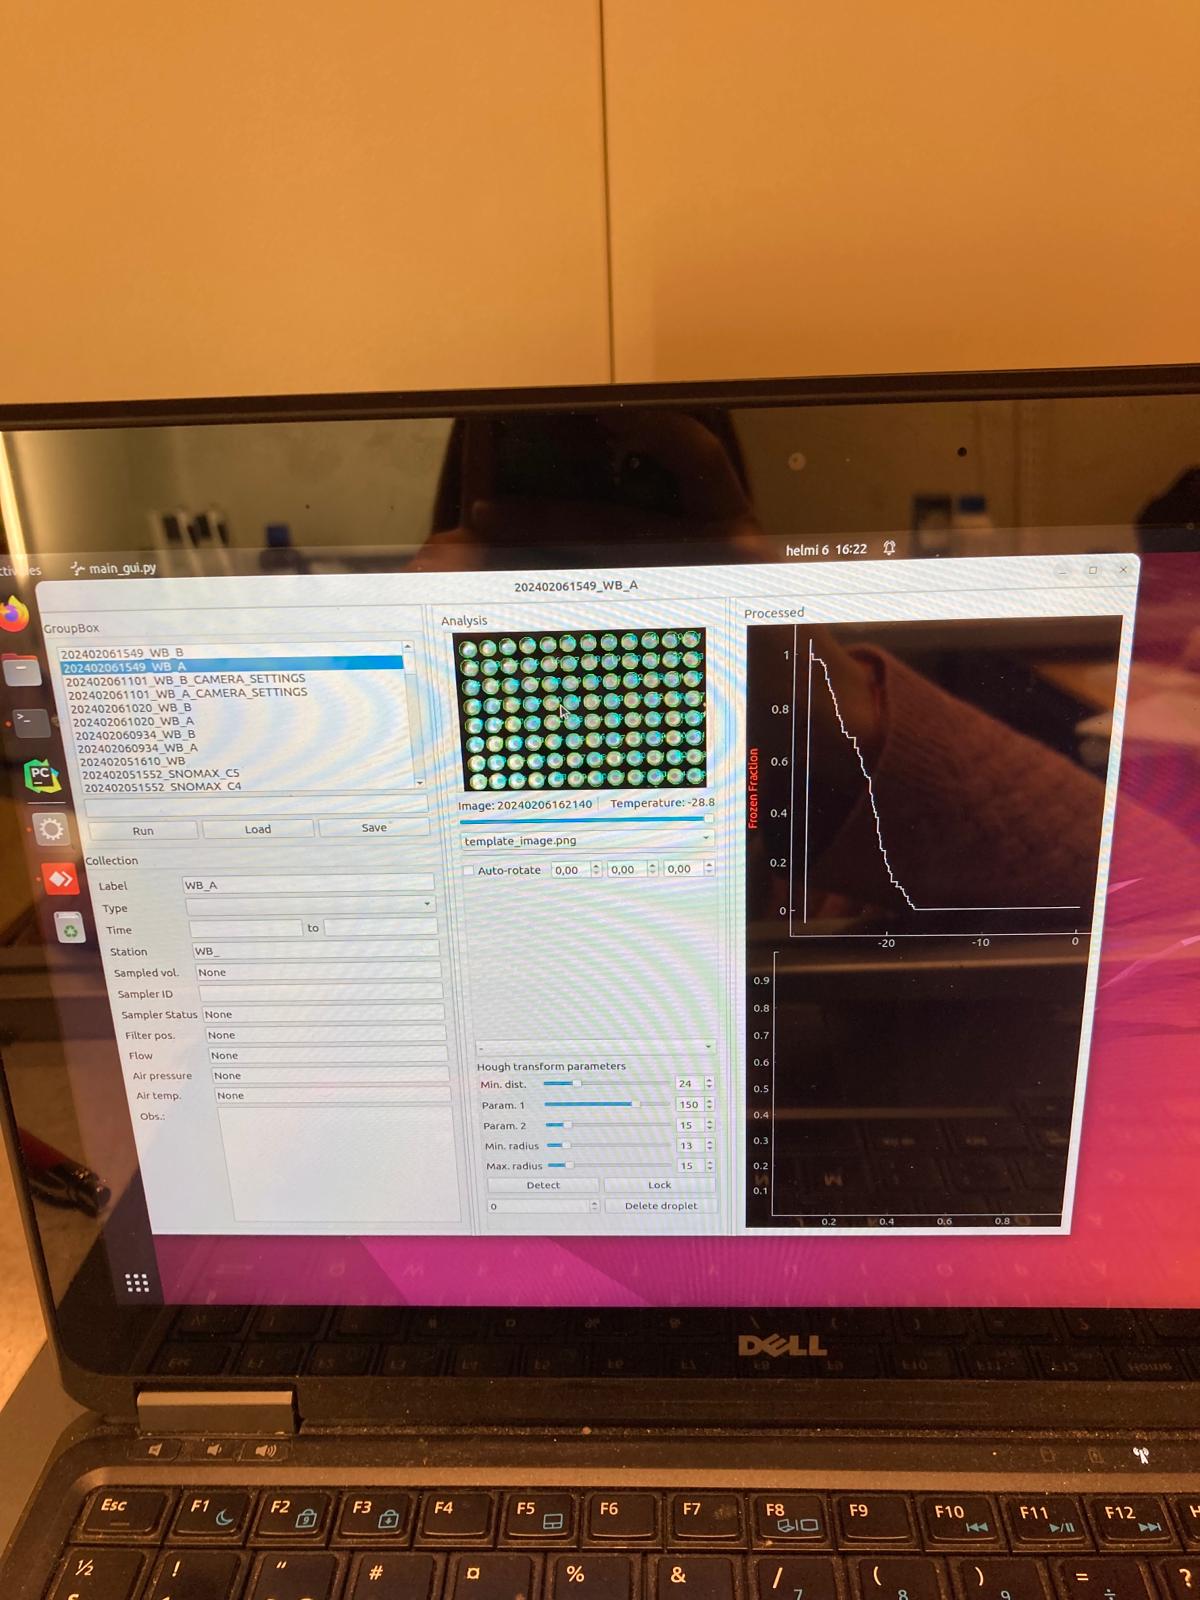 helmi 6 16:22
main_gui.py
202402061549_WB_A
GroupBox
202402061549_WB_B
202402061549_WB_A
202402061101_WB_B_CAMERA_SETTINGS
202402061101_WB_A_CAMERA_SETTINGS
202402061020_WB_B
202402061020_WB_A
202402060934_WB_B
202402060934_WB_A
202402051610_WB
202402051552_SNOMAX_C5
202402051552_SNOMAX_C4
Run Load Save
Collection
Label WB_A
Type
Time to
Station WB_
Sampled vol. None
Sampler ID
Sampler Status None
Filter pos. None
Flow None
Air pressure None
Air temp. None
Obs.:
Analysis
Image: 20240206162140 Temperature: -28.8
template_image.png
Auto-rotate 0,00 0,00 0,00
-
Hough transform parameters
Min. dist. 24
Param. 1 150
Param. 2 15
Min. radius 13
Max. radius 15
Detect Lock
0 Delete droplet
Processed
Frozen Fraction
1
0.8
0.6
0.4
0.2
0
-20 -10 0
0.9
0.8
0.7
0.6
0.5
0.4
0.3
0.2
0.1
0.2 0.4 0.6 0.8
PC
DELL
Esc F1 F2 F3 F4 F5 F6 F7 F8 F9 F10 F11 F12
½ ! " # ¤ % & / ( ) = ?
7 8 9 ÷